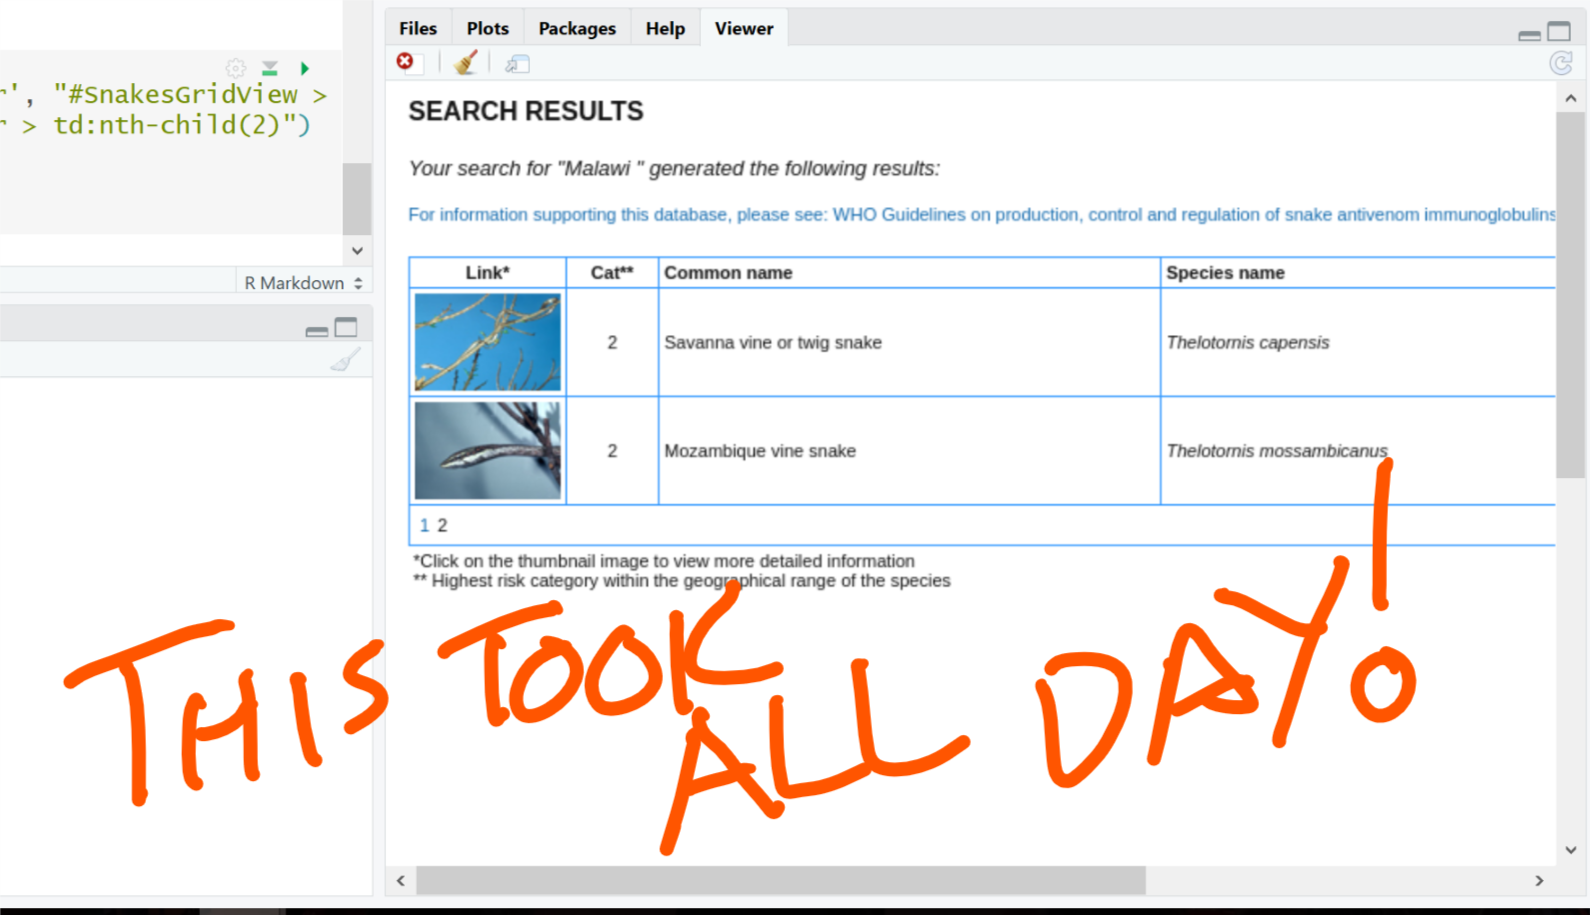 Files Plots Packages Help Viewer
r', "#SnakesGridView >
r > td:nth-child(2)")
R Markdown
SEARCH RESULTS
Your search for "Malawi " generated the following results:
For information supporting this database, please see: WHO Guidelines on production, control and regulation of snake antivenom immunoglobulins
Link* Cat** Common name Species name
2 Savanna vine or twig snake Thelotornis capensis
2 Mozambique vine snake Thelotornis mossambicanus
1 2
*Click on the thumbnail image to view more detailed information
** Highest risk category within the geographical range of the species
THIS TOOK
ALL DAY!